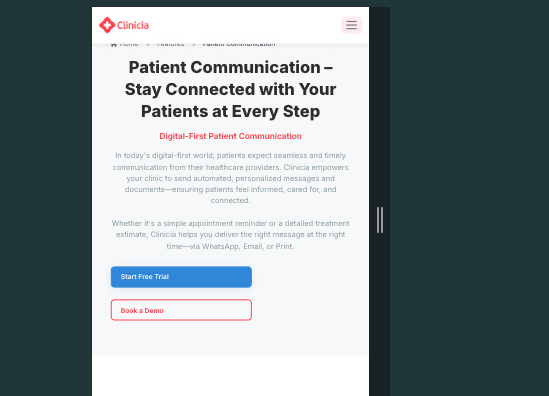 Clinicia
Home > Features > Patient Communication
Patient Communication –
Stay Connected with Your
Patients at Every Step
Digital-First Patient Communication
In today's digital-first world, patients expect seamless and timely
communication from their healthcare providers. Clinicia empowers
your clinic to send automated, personalized messages and
documents—ensuring patients feel informed, cared for, and
connected.
Whether it's a simple appointment reminder or a detailed treatment
estimate, Clinicia helps you deliver the right message at the right
time—via WhatsApp, Email, or Print.
Start Free Trial
Book a Demo